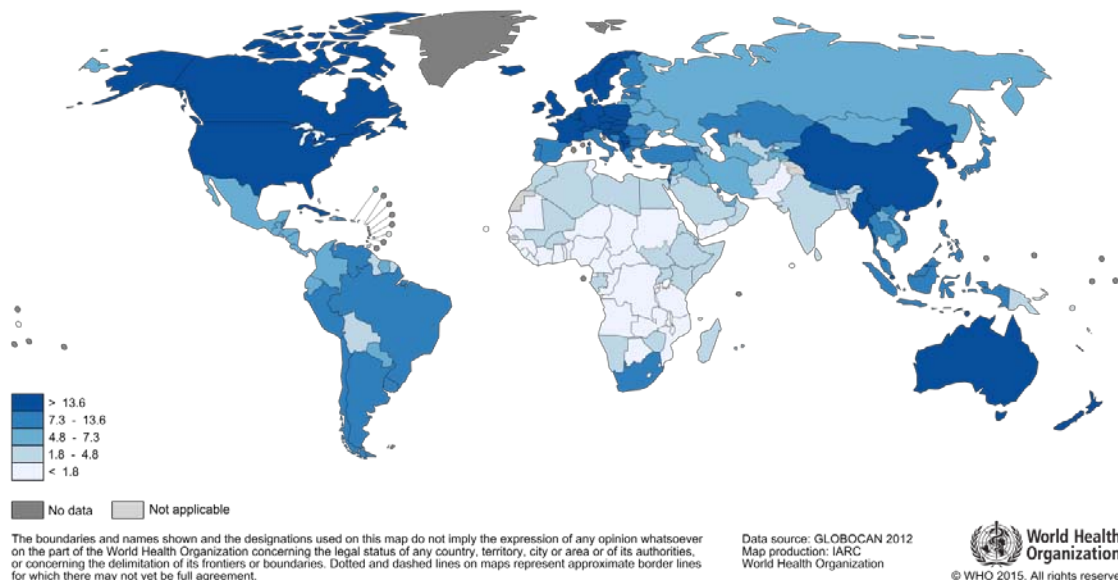 > 13.6
7.3 - 13.6
4.8 - 7.3
1.8 - 4.8
< 1.8
No data
Not applicable
The boundaries and names shown and the designations used on this map do not imply the expression of any opinion whatsoever
on the part of the World Health Organization concerning the legal status of any country, territory, city or area or of its authorities,
or concerning the delimitation of its frontiers or boundaries. Dotted and dashed lines on maps represent approximate border lines
for which there may not yet be full agreement.
Data source: GLOBOCAN 2012
Map production: IARC
World Health Organization
World Health
Organization
© WHO 2015. All rights reserve